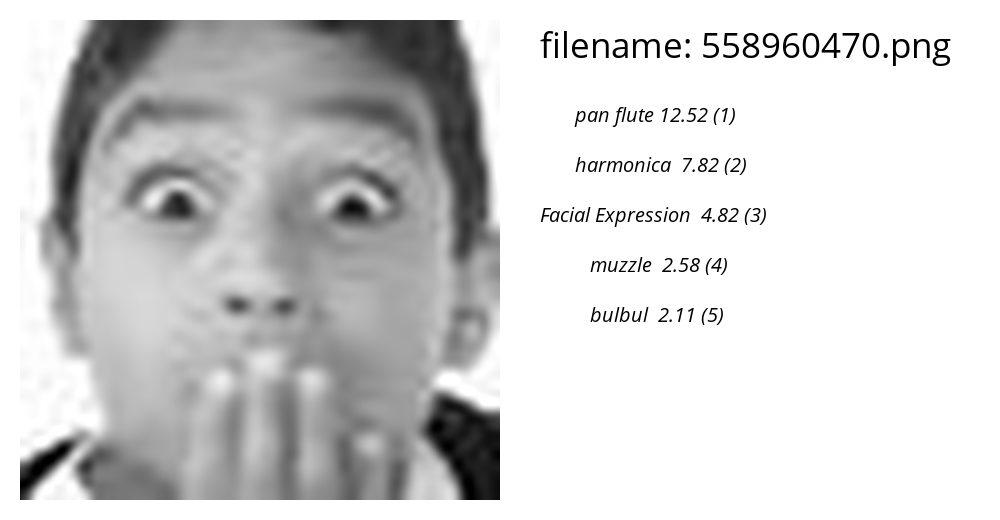 filename: 558960470.png
pan flute 12.52 (1)
harmonica 7.82 (2)
Facial Expression 4.82 (3)
muzzle 2.58 (4)
bulbul 2.11 (5)